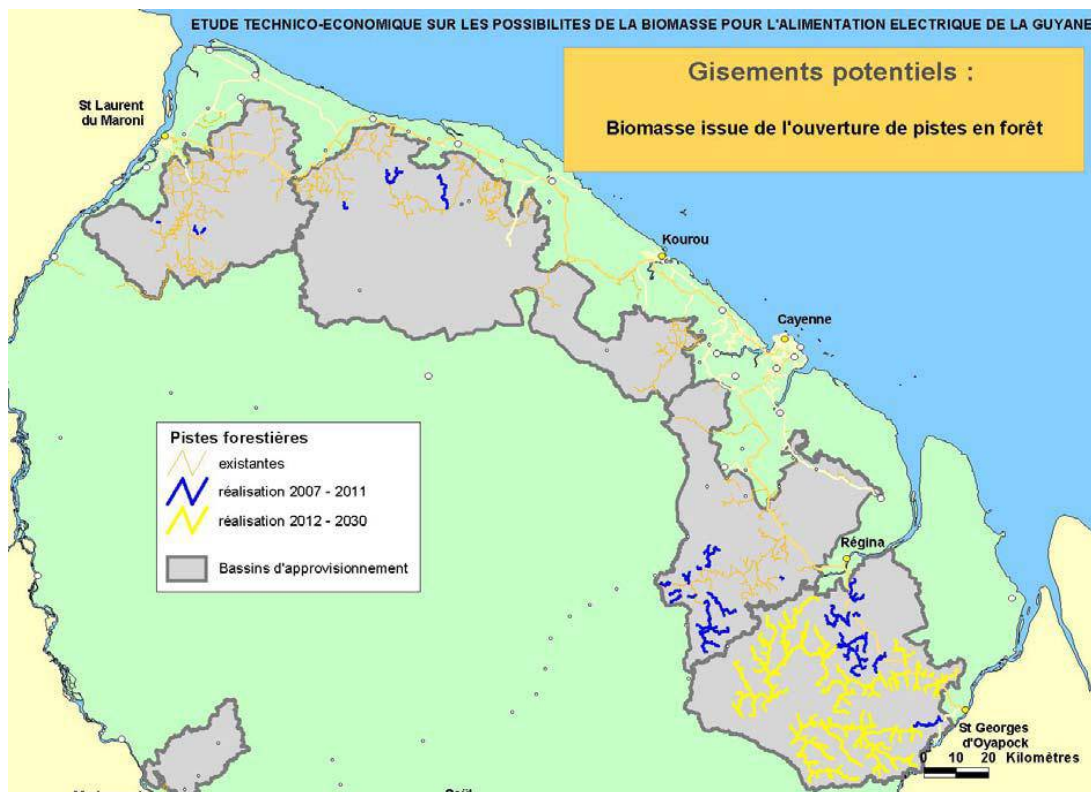 ETUDE TECHNICO-ECONOMIQUE SUR LES POSSIBILITES DE LA BIOMASSE POUR L'ALIMENTATION ELECTRIQUE DE LA GUYANE
Gisements potentiels :
Biomasse issue de l'ouverture de pistes en forêt
St Laurent
du Maroni
Kourou
Cayenne
Pistes forestières
existantes
réalisation 2007 - 2011
réalisation 2012 - 2030
Bassins d'approvisionnement
Régina
St Georges
d'Oyapock
0 10 20 Kilomètres